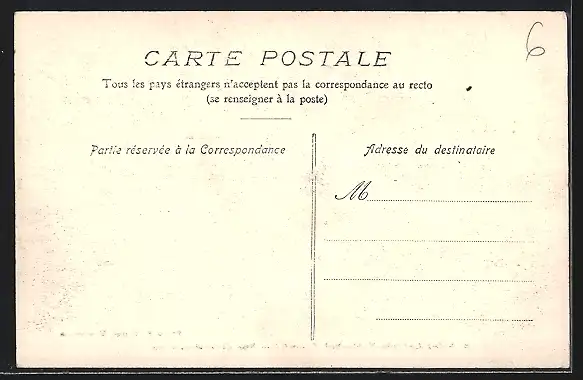 6
CARTE POSTALE
Tous les pays étrangers n'acceptent pas la correspondance au recto
(se renseigner à la poste)
Partie réservée à la Correspondance
Adresse du destinataire
M